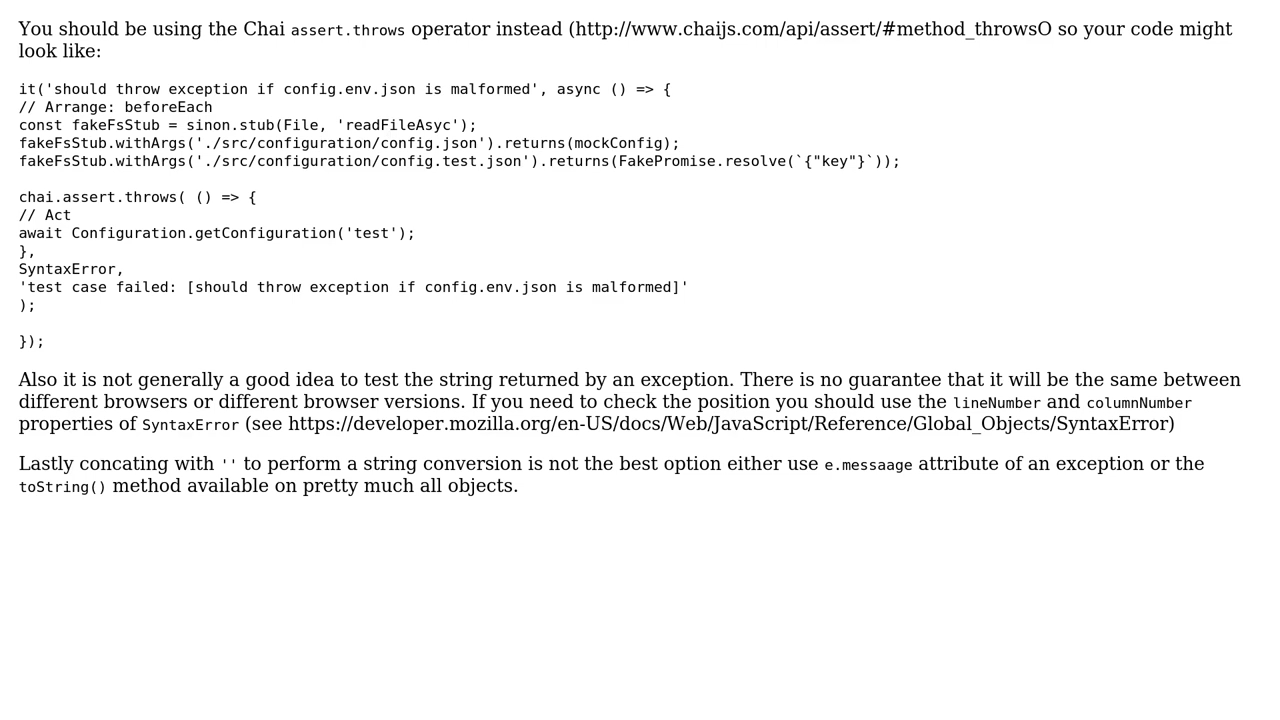 You should be using the Chai assert.throws operator instead (http://www.chaijs.com/api/assert/#method_throwsO so your code might
look like:
it('should throw exception if config.env.json is malformed', async () => {
// Arrange: beforeEach
const fakeFsStub = sinon.stub(File, 'readFileAsyc');
fakeFsStub.withArgs('./src/configuration/config.json').returns(mockConfig);
fakeFsStub.withArgs('./src/configuration/config.test.json').returns(FakePromise.resolve(`{"key"}`));
chai.assert.throws( () => {
// Act
await Configuration.getConfiguration('test');
},
SyntaxError,
'test case failed: [should throw exception if config.env.json is malformed]'
);
});
Also it is not generally a good idea to test the string returned by an exception. There is no guarantee that it will be the same between
different browsers or different browser versions. If you need to check the position you should use the lineNumber and columnNumber
properties of SyntaxError (see https://developer.mozilla.org/en-US/docs/Web/JavaScript/Reference/Global_Objects/SyntaxError)
Lastly concating with '' to perform a string conversion is not the best option either use e.messaage attribute of an exception or the
toString() method available on pretty much all objects.